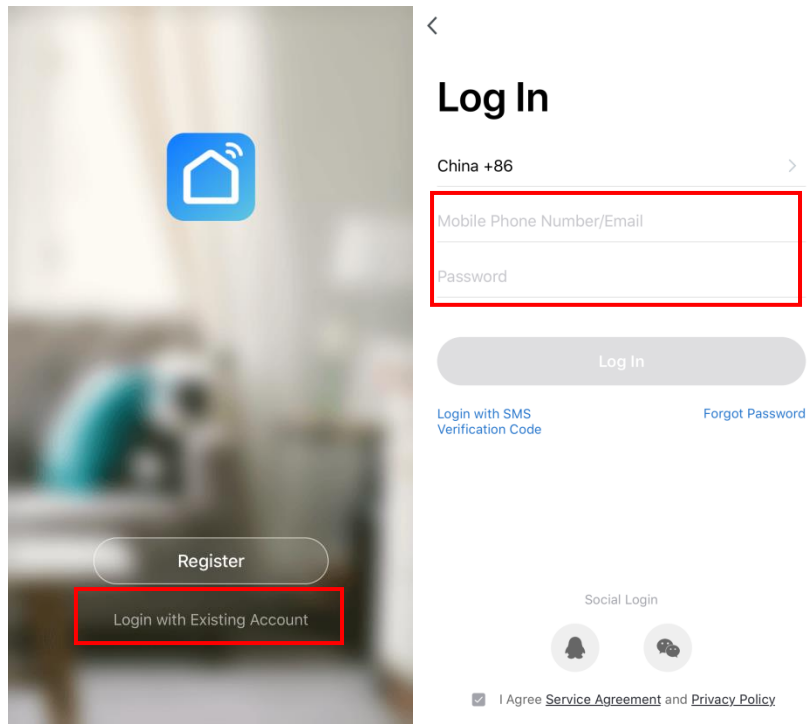 Register
Login with Existing Account
Log In
China +86
Mobile Phone Number/Email
Password
Log In
Login with SMS
Verification Code
Forgot Password
Social Login
I Agree Service Agreement and Privacy Policy